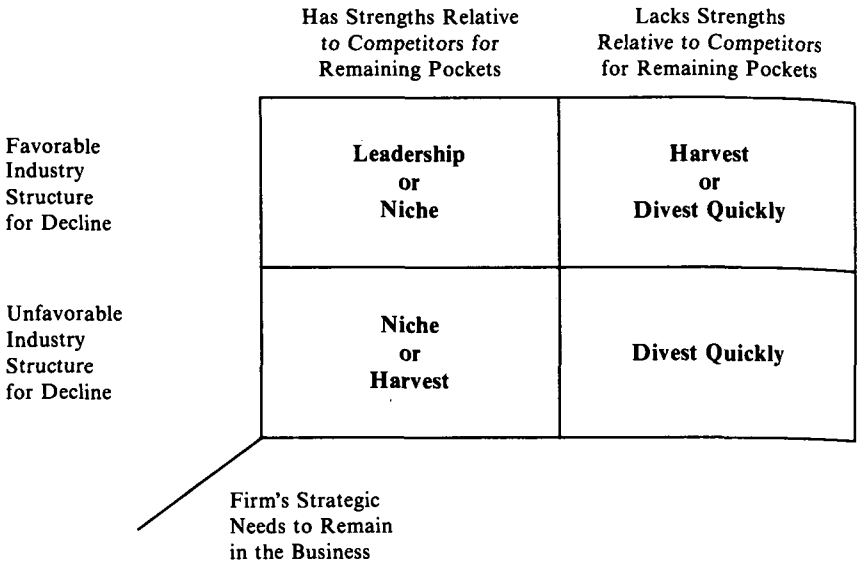 Has Strengths Relative
to Competitors for
Remaining Pockets
Lacks Strengths
Relative to Competitors
for Remaining Pockets
Favorable
Industry
Structure
for Decline
Leadership
or
Niche
Harvest
or
Divest Quickly
Unfavorable
Industry
Structure
for Decline
Niche
or
Harvest
Divest Quickly
Firm's Strategic
Needs to Remain
in the Business